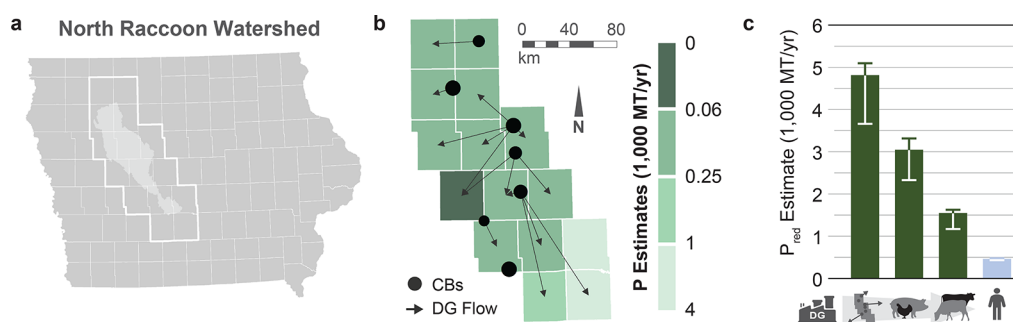 a
North Raccoon Watershed
b
0 40 80
km
N
CBs
DG Flow
P Estimates (1,000 MT/yr)
0
0.06
0.25
1
4
c
P_red Estimate (1,000 MT/yr)
6
5
4
3
2
1
0
DG